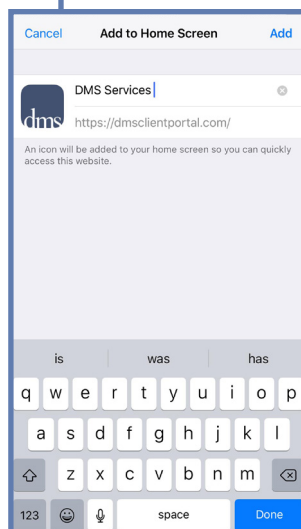 Cancel Add to Home Screen Add
DMS Services
dms
https://dmsclientportal.com/
An icon will be added to your home screen so you can quickly
access this website.
is was has
q w e r t y u i o p
a s d f g h j k l
z x c v b n m
123 space Done